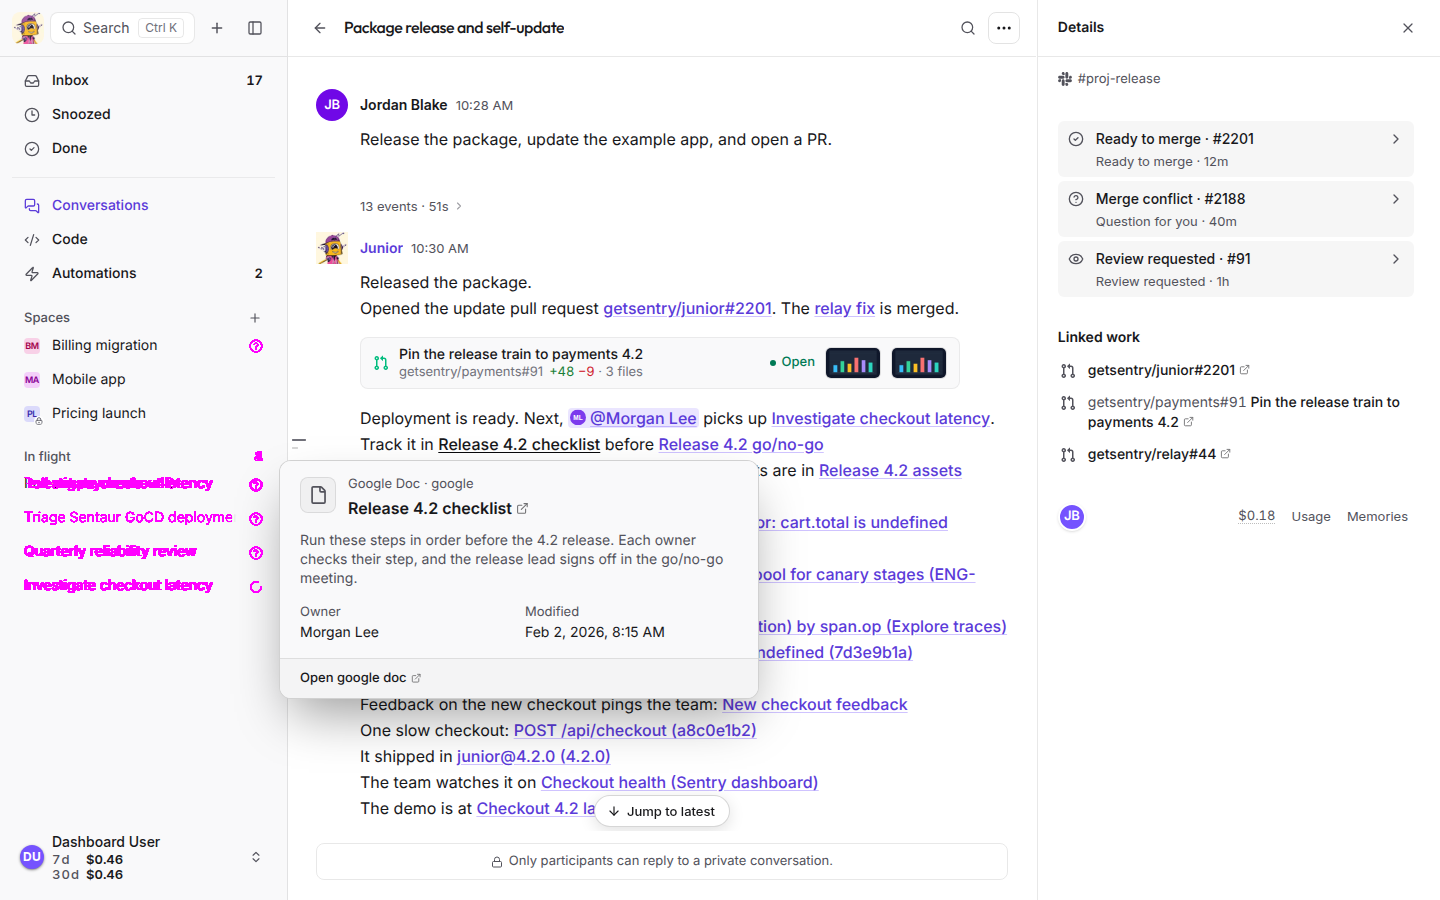 Search Ctrl K
Inbox 17
Snoozed
Done
Conversations
Code
Automations 2
Spaces
BM Billing migration
MA Mobile app
PL Pricing launch
In flight
Triage Sentaur GoCD deployme
Quarterly reliability review
Investigate checkout latency
DU Dashboard User
7d $0.46
30d $0.46
Package release and self-update
JB Jordan Blake 10:28 AM
Release the package, update the example app, and open a PR.
13 events · 51s
Junior 10:30 AM
Released the package.
Opened the update pull request getsentry/junior#2201. The relay fix is merged.
Pin the release train to payments 4.2
getsentry/payments#91 +48 −9 · 3 files
Open
Deployment is ready. Next, ML @Morgan Lee picks up Investigate checkout latency.
Track it in Release 4.2 checklist before Release 4.2 go/no-go
s are in Release 4.2 assets
Google Doc · google
Release 4.2 checklist
Run these steps in order before the 4.2 release. Each owner
checks their step, and the release lead signs off in the go/no-go
meeting.
Owner Modified
Morgan Lee Feb 2, 2026, 8:15 AM
Open google doc
or: cart.total is undefined
pool for canary stages (ENG-
tion) by span.op (Explore traces)
ndefined (7d3e9b1a)
Feedback on the new checkout pings the team: New checkout feedback
One slow checkout: POST /api/checkout (a8c0e1b2)
It shipped in junior@4.2.0 (4.2.0)
The team watches it on Checkout health (Sentry dashboard)
The demo is at Checkout 4.2 la
Jump to latest
Only participants can reply to a private conversation.
Details
#proj-release
Ready to merge · #2201
Ready to merge · 12m
Merge conflict · #2188
Question for you · 40m
Review requested · #91
Review requested · 1h
Linked work
getsentry/junior#2201
getsentry/payments#91 Pin the release train to
payments 4.2
getsentry/relay#44
JB $0.18 Usage Memories